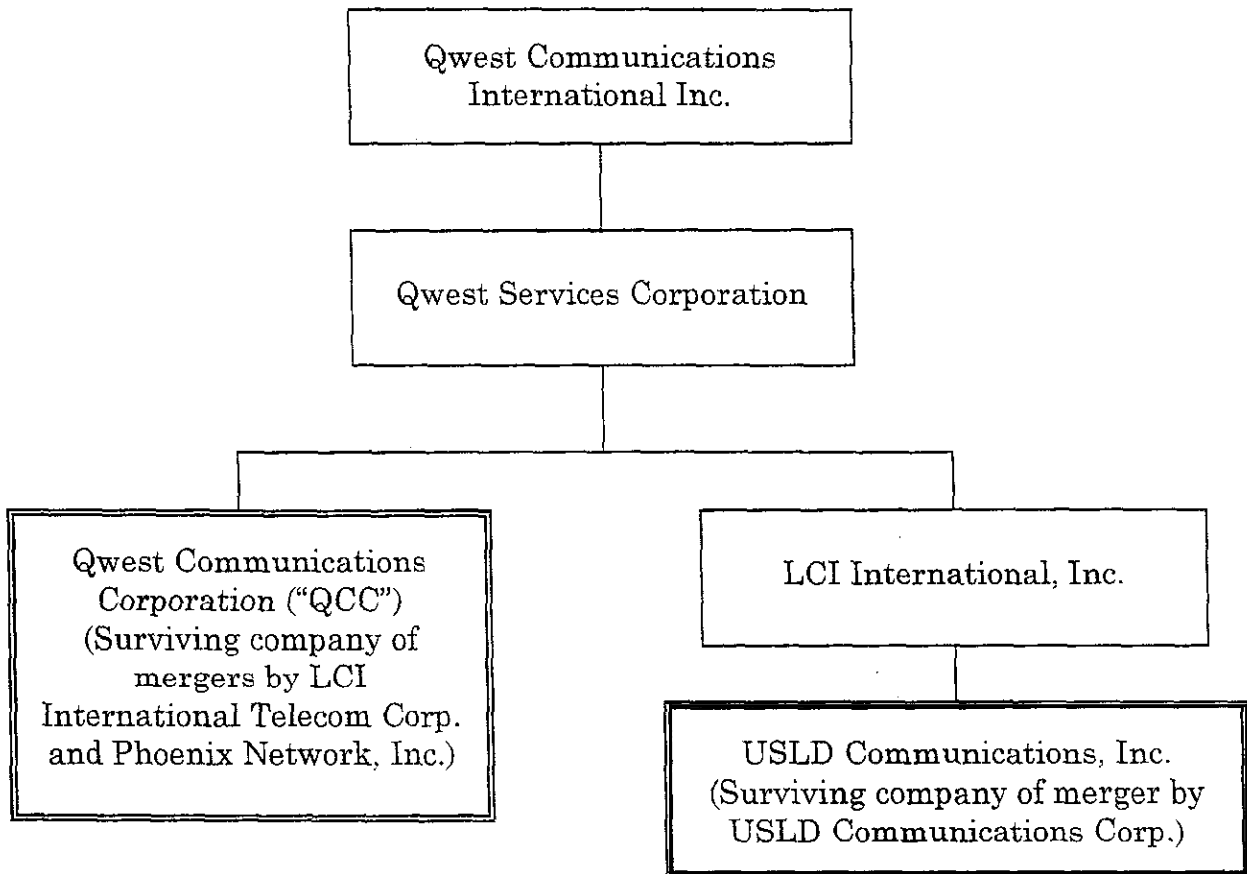 Qwest Communications
International Inc.
Qwest Services Corporation
Qwest Communications
Corporation (“QCC”)
(Surviving company of
mergers by LCI
International Telecom Corp.
and Phoenix Network, Inc.)
LCI International, Inc.
USLD Communications, Inc.
(Surviving company of merger by
USLD Communications Corp.)